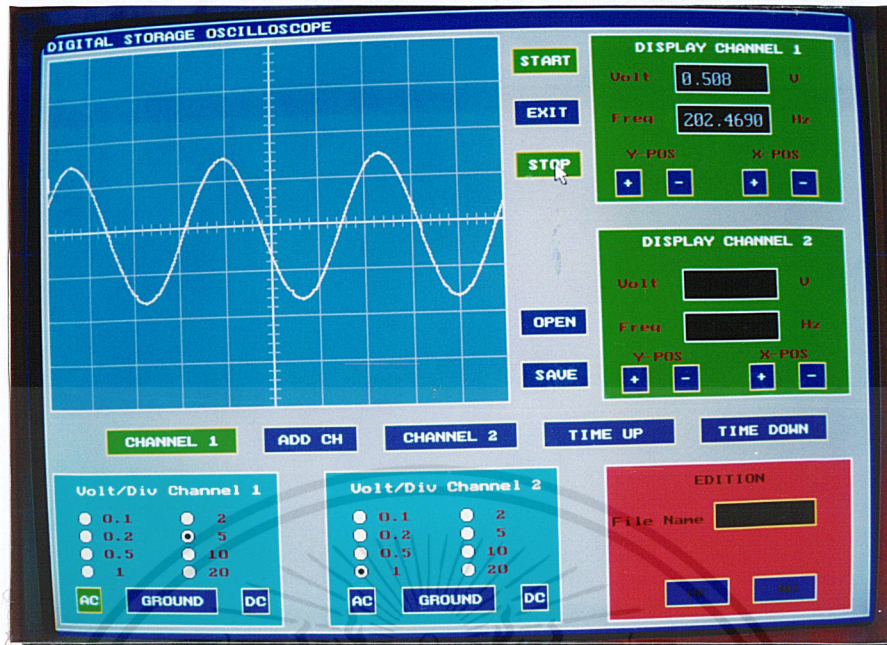 DIGITAL STORAGE OSCILLOSCOPE
START
EXIT
STOP
OPEN
SAVE
DISPLAY CHANNEL 1
Volt 0.508 V
Freq 202.4690 Hz
Y-POS X-POS
+ - + -
DISPLAY CHANNEL 2
Volt V
Freq Hz
Y-POS X-POS
+ - + -
CHANNEL 1 ADD CH CHANNEL 2 TIME UP TIME DOWN
Volt/Div Channel 1
0.1 2
0.2 5
0.5 10
1 20
AC GROUND DC
Volt/Div Channel 2
0.1 2
0.2 5
0.5 10
1 20
AC GROUND DC
EDITION
File Name